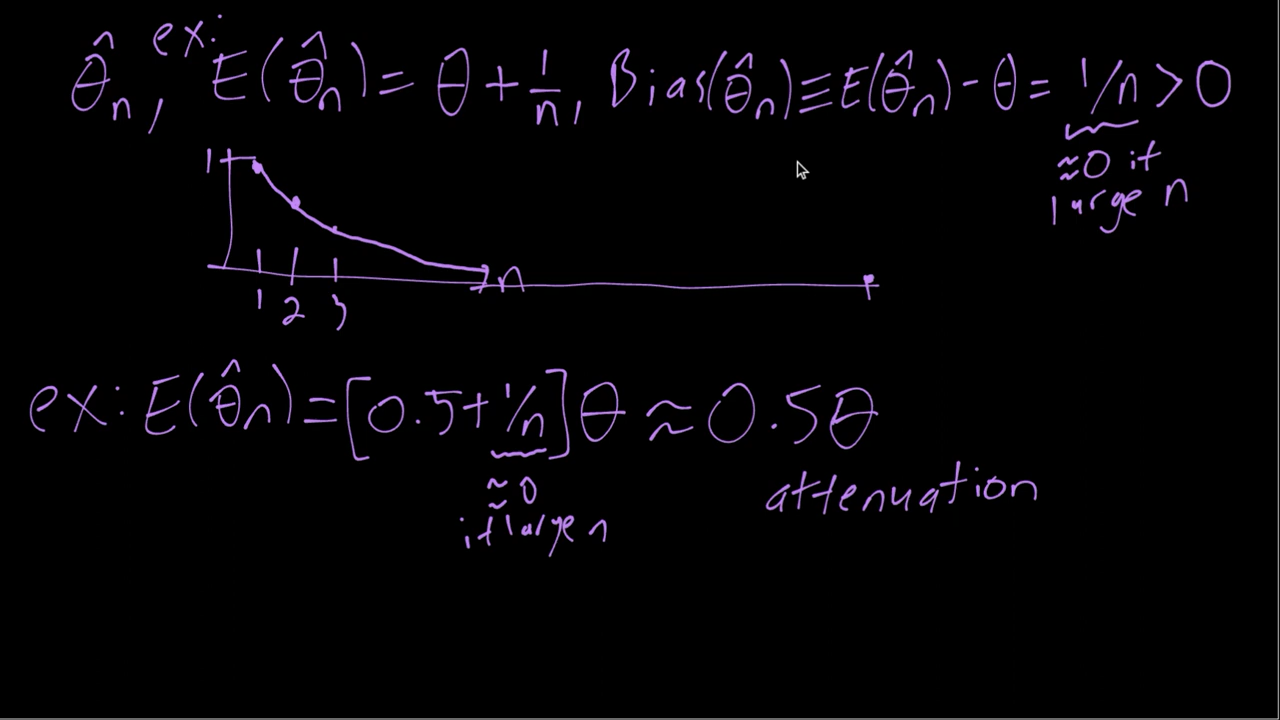 ex:
θ̂n, E(θ̂n) = θ + 1/n, Bias(θ̂n) ≡ E(θ̂n) - θ = 1/n > 0
≈0 if
large n
1
n
1 2 3
ex: E(θ̂n) = [0.5 + 1/n] θ ≈ 0.5θ
≈0
if large n
attenuation